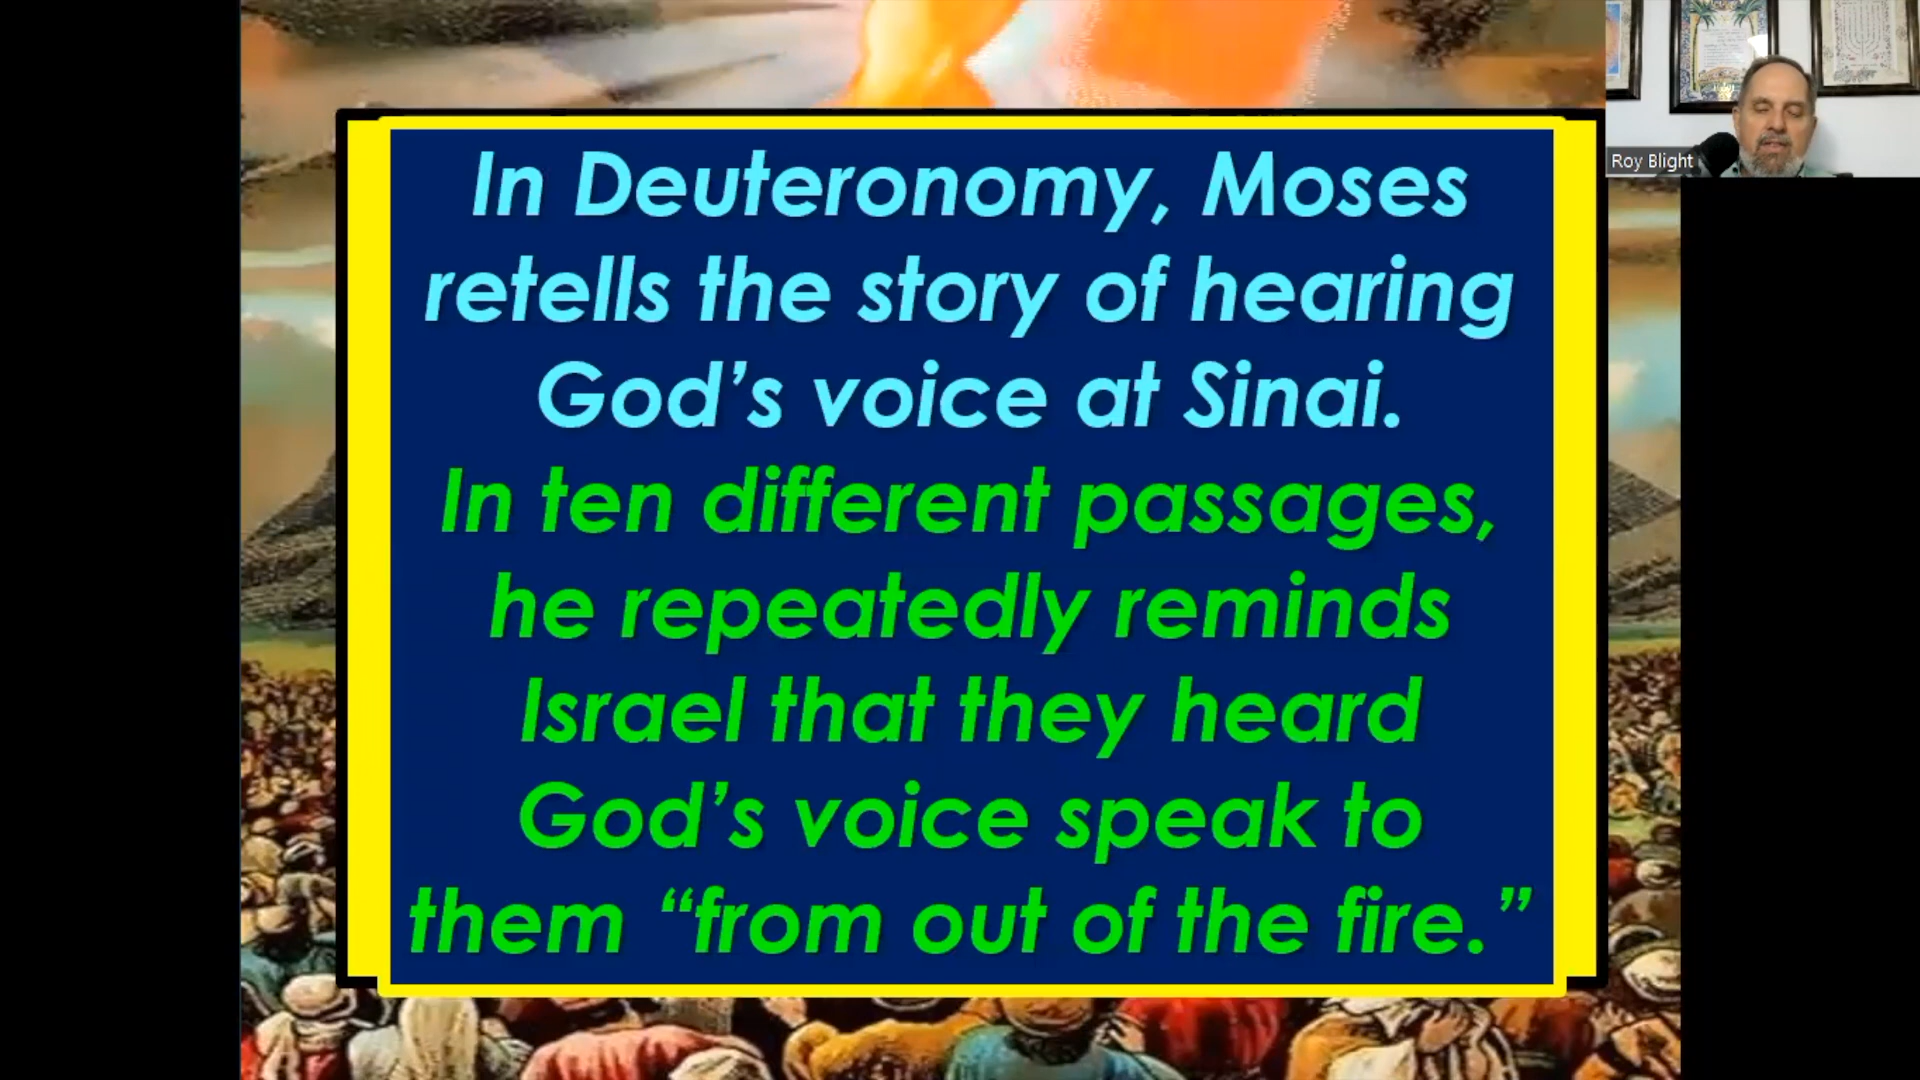 In Deuteronomy, Moses
retells the story of hearing
God’s voice at Sinai.
In ten different passages,
he repeatedly reminds
Israel that they heard
God’s voice speak to
them “from out of the fire.”
Roy Blight